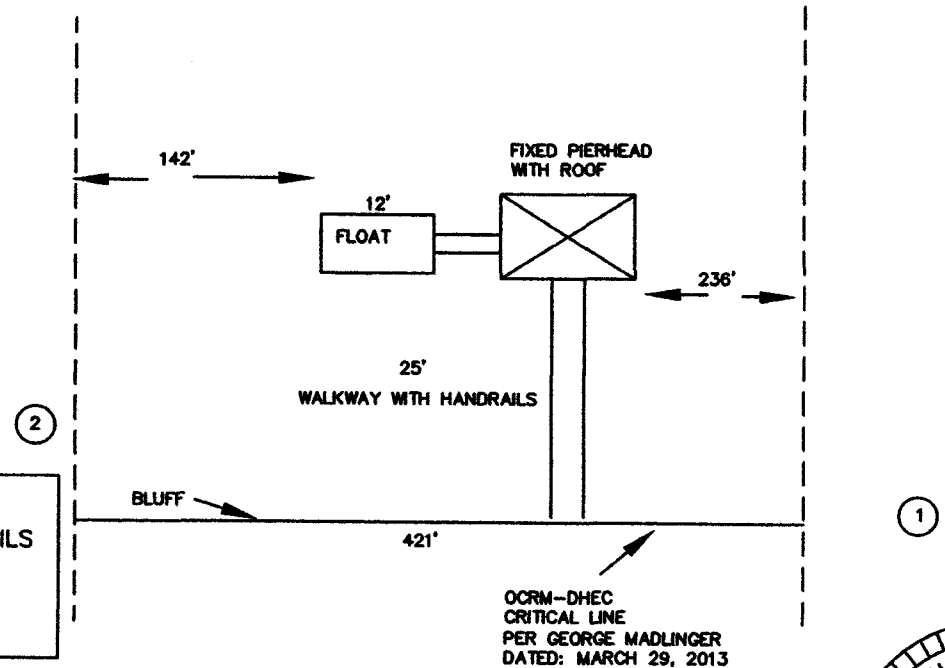 142'
FIXED PIERHEAD
WITH ROOF
12'
FLOAT
236'
25'
WALKWAY WITH HANDRAILS
2
BLUFF
ILS
421'
1
OCRM-DHEC
CRITICAL LINE
PER GEORGE MADLINGER
DATED: MARCH 29, 2013